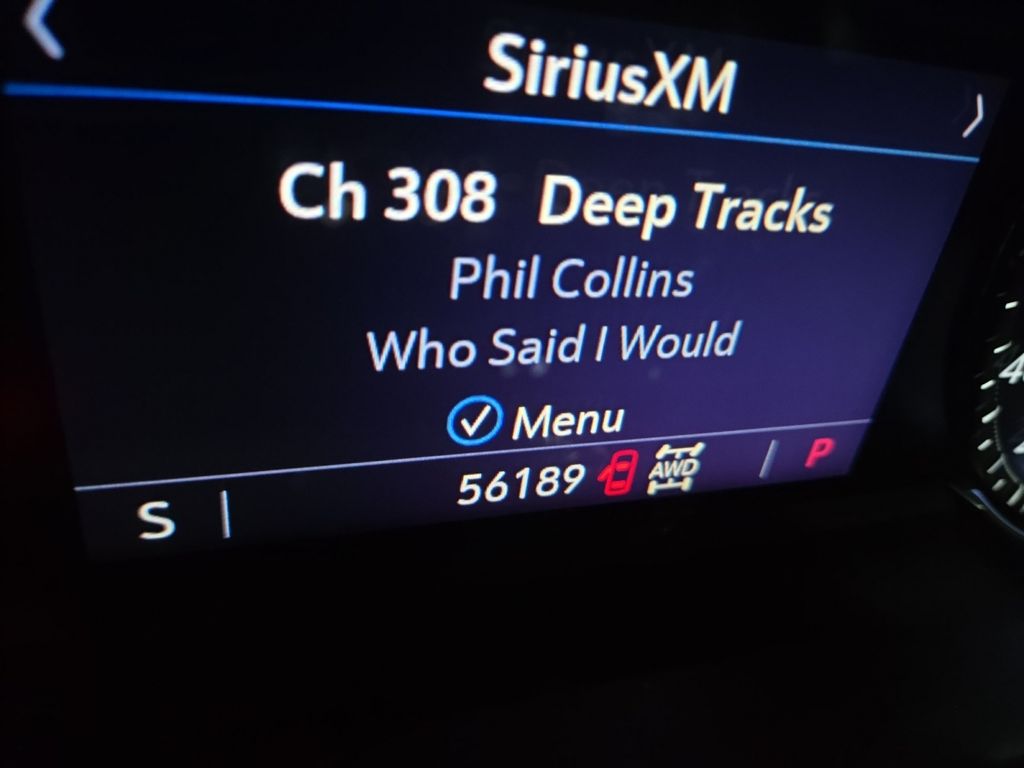 SiriusXM
Ch 308 Deep Tracks
Phil Collins
Who Said I Would
Menu
S 56189 AWD P